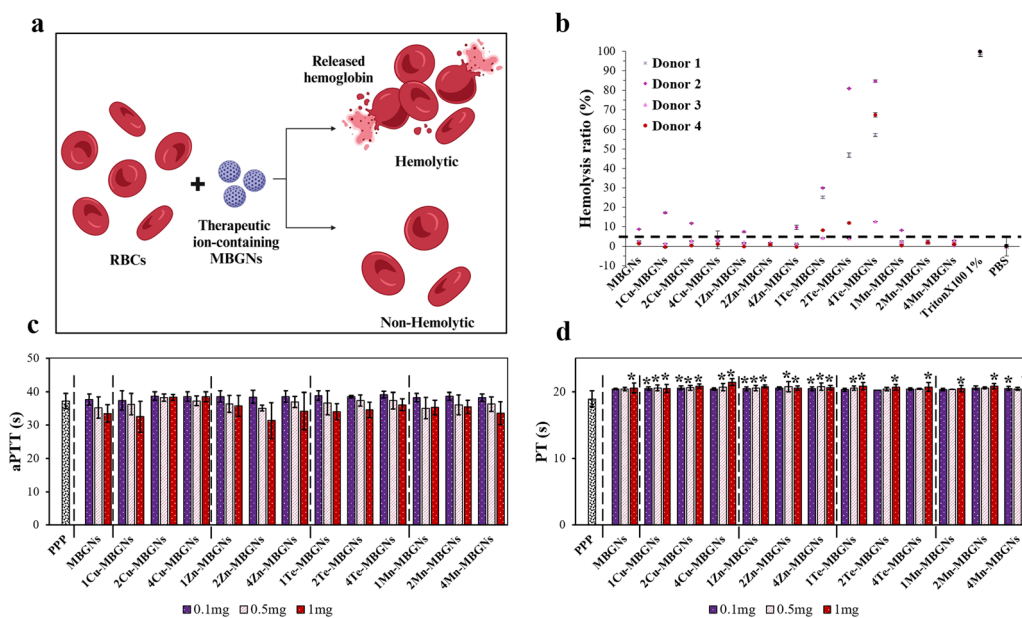 a
Released
hemoglobin
Hemolytic
+
Therapeutic
ion-containing
MBGNs
RBCs
Non-Hemolytic
b
Hemolysis ratio (%)
100
90
80
70
60
50
40
30
20
10
0
-10
Donor 1
Donor 2
Donor 3
Donor 4
MBGNs
1Cu-MBGNs
2Cu-MBGNs
4Cu-MBGNs
1Zn-MBGNs
2Zn-MBGNs
4Zn-MBGNs
1Te-MBGNs
2Te-MBGNs
4Te-MBGNs
1Mn-MBGNs
2Mn-MBGNs
4Mn-MBGNs
TritonX100 1%
PBS
c
aPTT (s)
50
40
30
20
10
0
PPP
MBGNs
1Cu-MBGNs
2Cu-MBGNs
4Cu-MBGNs
1Zn-MBGNs
2Zn-MBGNs
4Zn-MBGNs
1Te-MBGNs
2Te-MBGNs
4Te-MBGNs
1Mn-MBGNs
2Mn-MBGNs
4Mn-MBGNs
0.1mg 0.5mg 1mg
d
PT (s)
20
10
0
PPP
MBGNs
1Cu-MBGNs
2Cu-MBGNs
4Cu-MBGNs
1Zn-MBGNs
2Zn-MBGNs
4Zn-MBGNs
1Te-MBGNs
2Te-MBGNs
4Te-MBGNs
1Mn-MBGNs
2Mn-MBGNs
4Mn-MBGNs
0.1mg 0.5mg 1mg